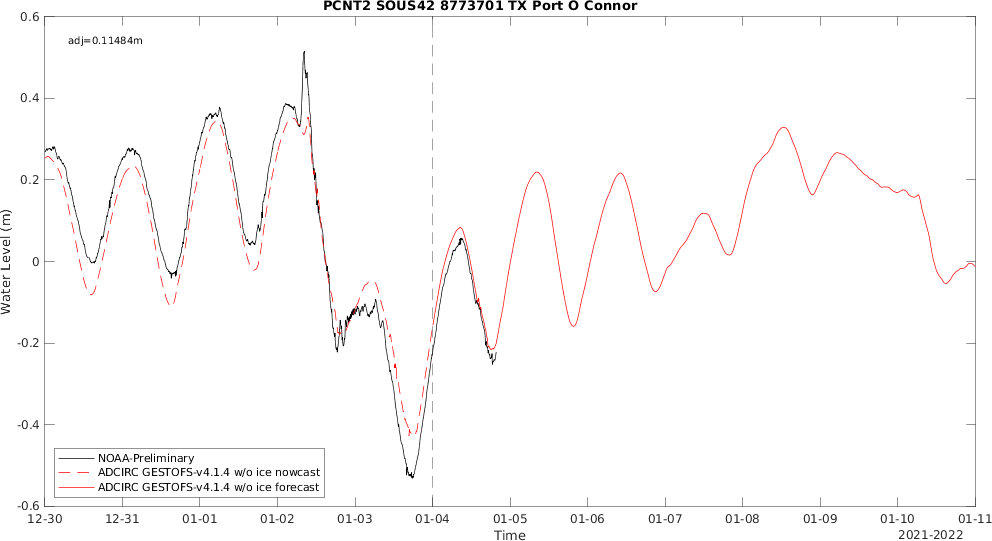 PCNT2 SOUS42 8773701 TX Port O Connor
adj=0.11484m
0.6
0.4
0.2
0
-0.2
-0.4
-0.6
Water Level (m)
NOAA-Preliminary
ADCIRC GESTOFS-v4.1.4 w/o ice nowcast
ADCIRC GESTOFS-v4.1.4 w/o ice forecast
12-30 12-31 01-01 01-02 01-03 01-04 01-05 01-06 01-07 01-08 01-09 01-10 01-11
Time
2021-2022